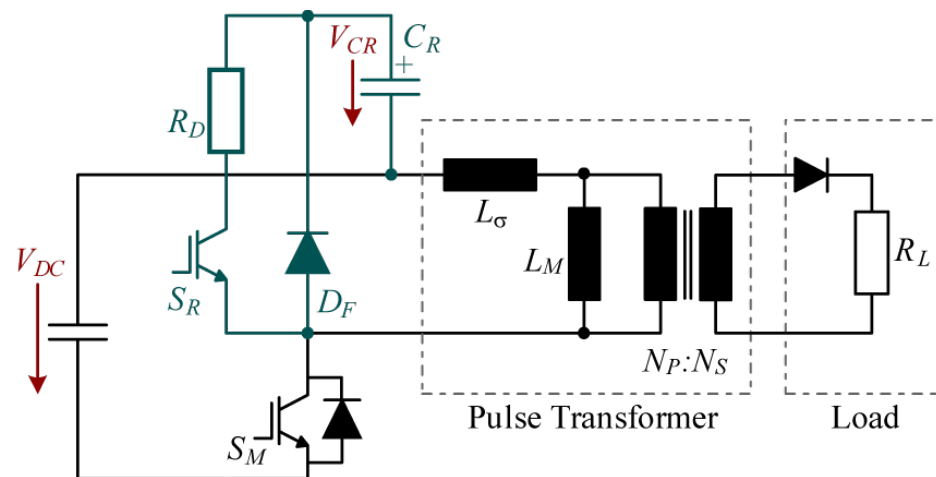 V_CR
C_R
+
R_D
L_σ
L_M
R_L
V_DC
S_R
D_F
N_P:N_S
S_M
Pulse Transformer
Load